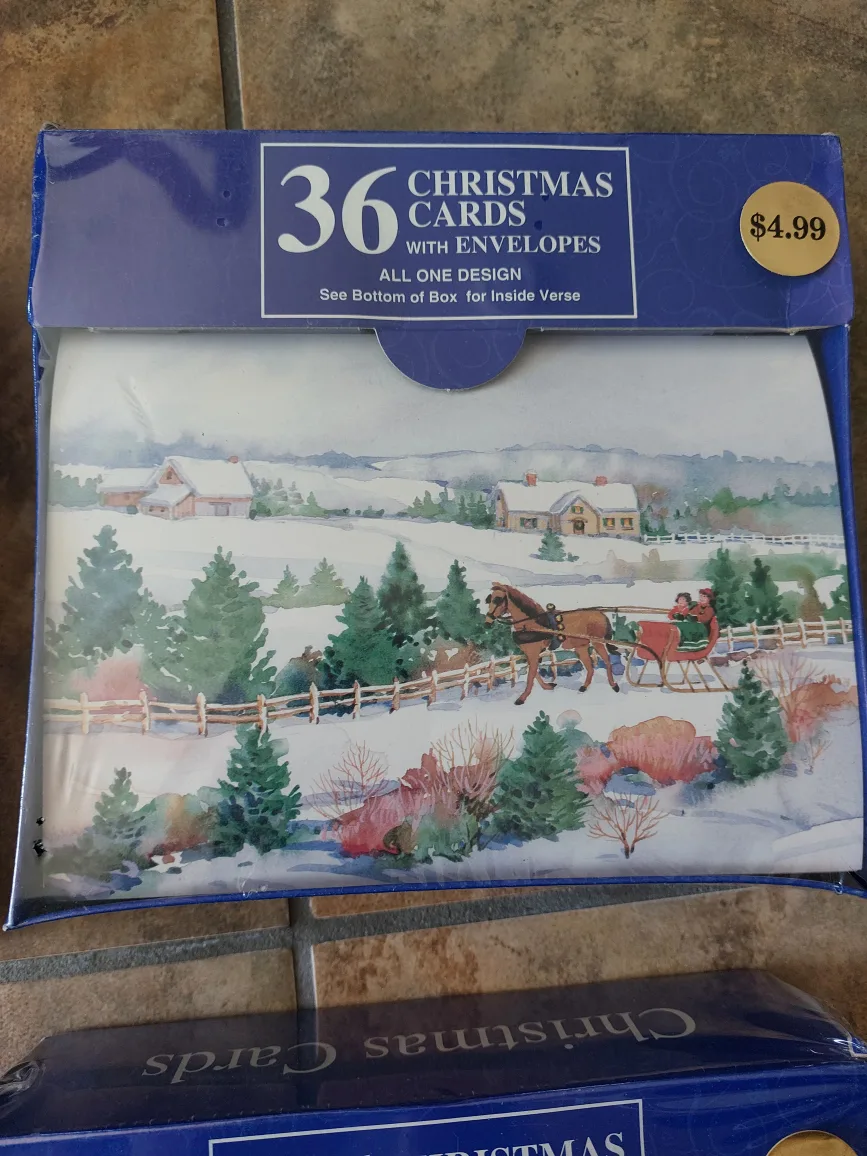 36 CHRISTMAS
CARDS
WITH ENVELOPES
ALL ONE DESIGN
See Bottom of Box for Inside Verse
$4.99
Christmas Cards
CHRISTMAS